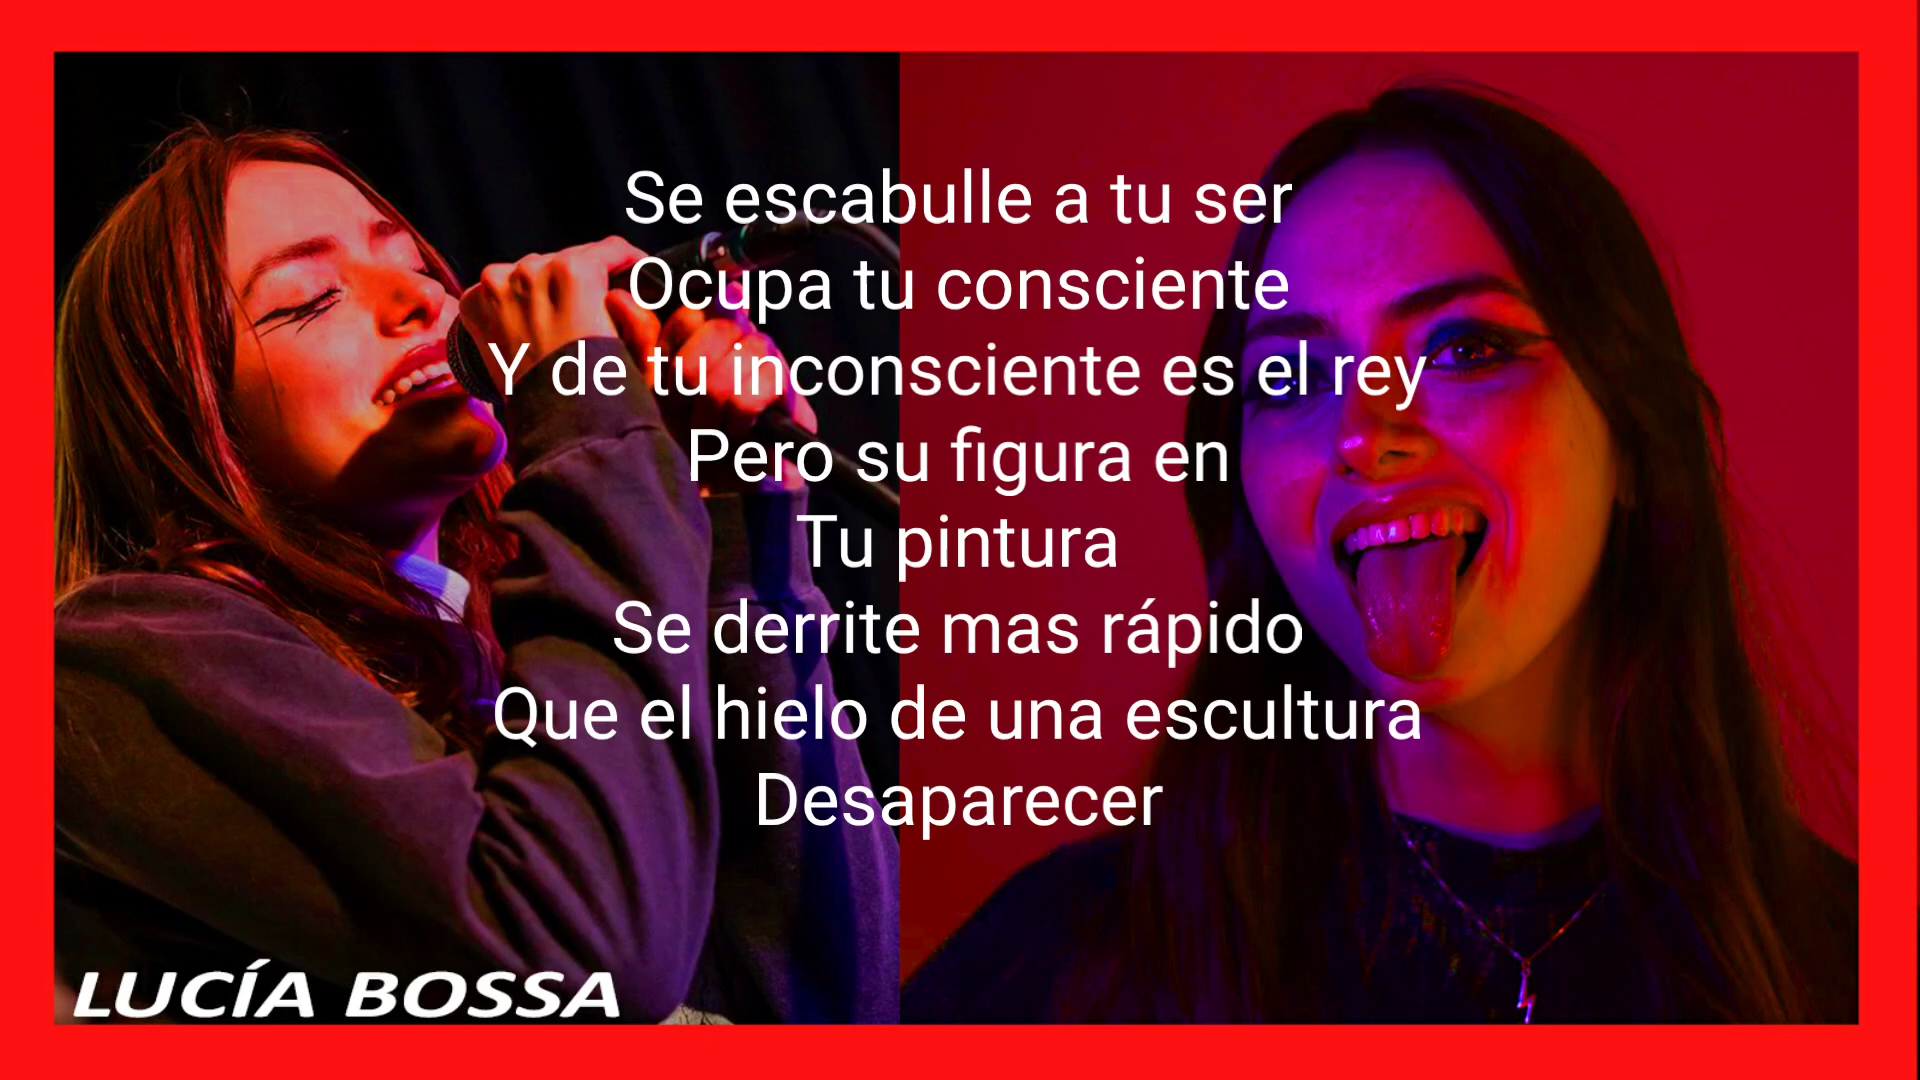 Se escabulle a tu ser
Ocupa tu consciente
Y de tu inconsciente es el rey
Pero su figura en
Tu pintura
Se derrite mas rápido
Que el hielo de una escultura
Desaparecer
LUCÍA BOSSA